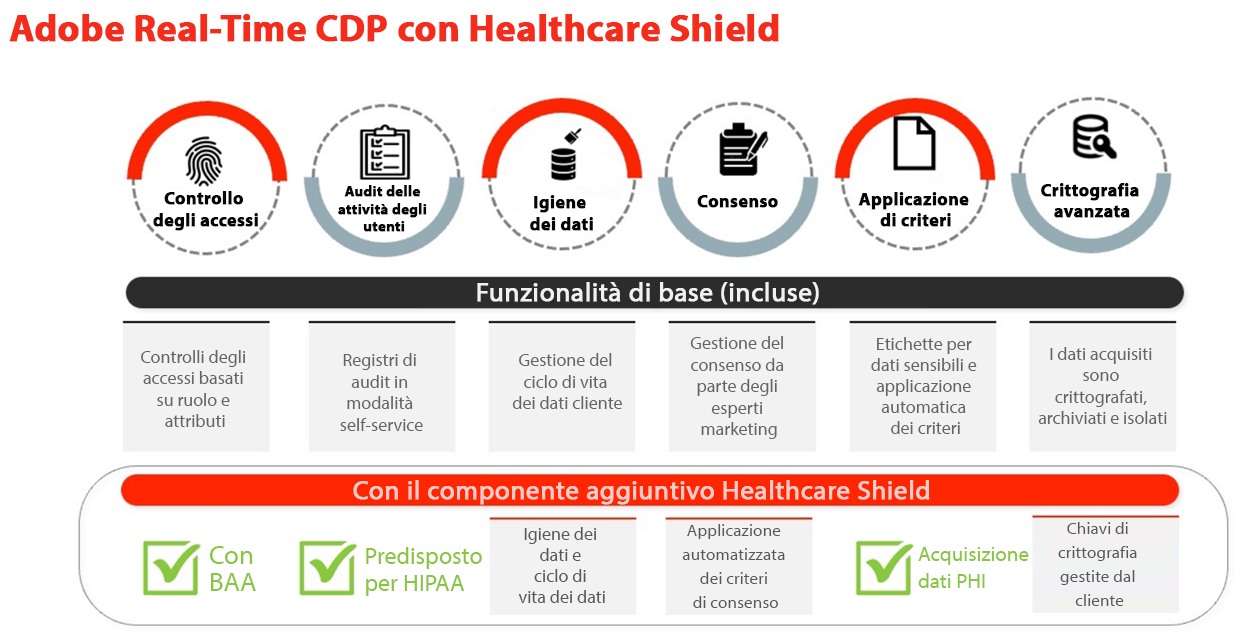 Adobe Real-Time CDP con Healthcare Shield
Controllo
degli accessi
Audit delle
attività degli
utenti
Igiene
dei dati
Consenso
Applicazione
di criteri
Crittografia
avanzata
Funzionalità di base (incluse)
Controlli degli
accessi basati
su ruolo e
attributi
Registri di
audit in
modalità
self-service
Gestione del
ciclo di vita
dei dati cliente
Gestione del
consenso da
parte degli
esperti
marketing
Etichette per
dati sensibili e
applicazione
automatica
dei criteri
I dati acquisiti
sono
crittografati,
archiviati e isolati
Con il componente aggiuntivo Healthcare Shield
Con
BAA
Predisposto
per HIPAA
Igiene dei
dati e
ciclo di
vita dei dati
Applicazione
automatizzata
dei criteri
di consenso
Acquisizione
dati PHI
Chiavi di
crittografia
gestite dal
cliente